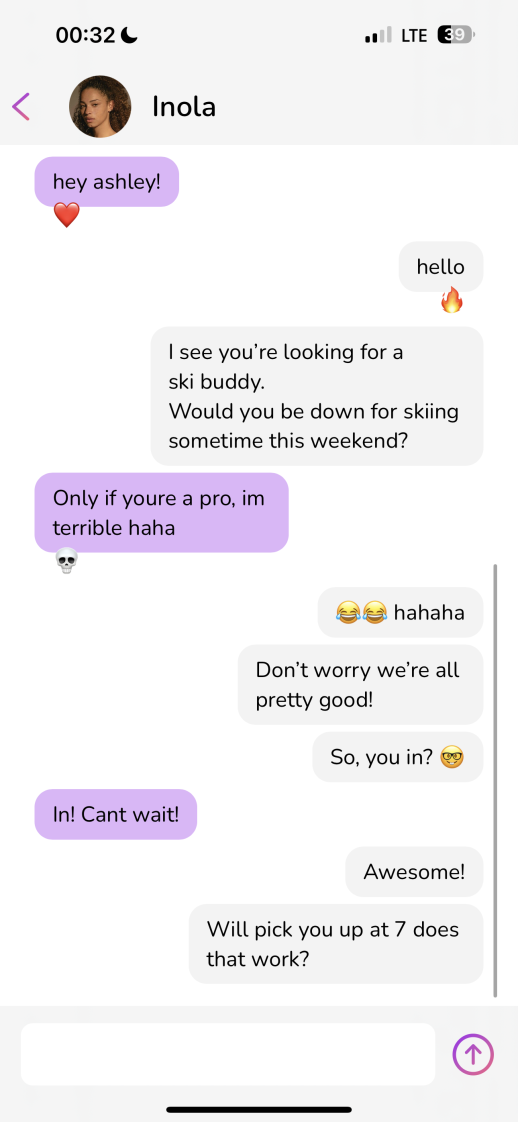 00:32
LTE 39
Inola
hey ashley!
❤️
hello
🔥
I see you’re looking for a
ski buddy.
Would you be down for skiing
sometime this weekend?
Only if youre a pro, im
terrible haha
💀
😂😂 hahaha
Don’t worry we’re all
pretty good!
So, you in? 🤓
In! Cant wait!
Awesome!
Will pick you up at 7 does
that work?